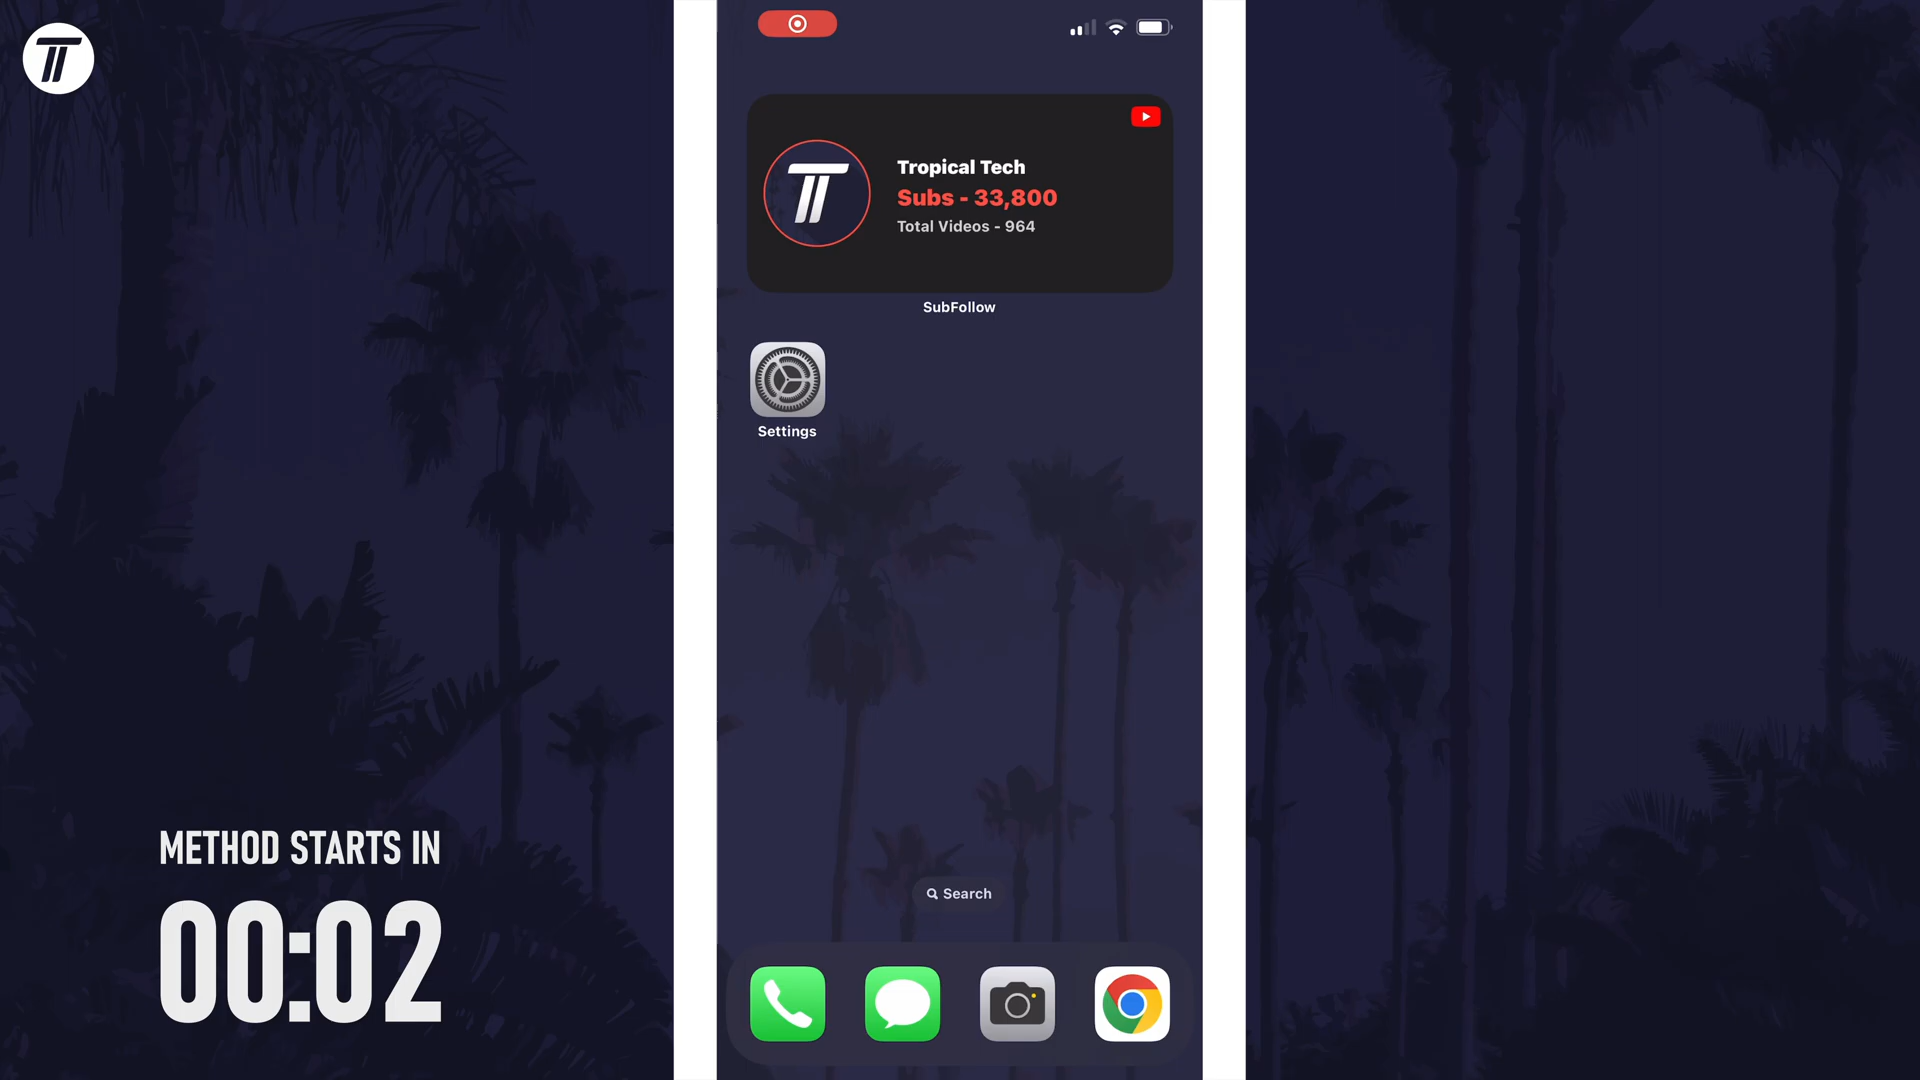 Tropical Tech
Subs - 33,800
Total Videos - 964
SubFollow
Settings
Search
METHOD STARTS IN
00:02